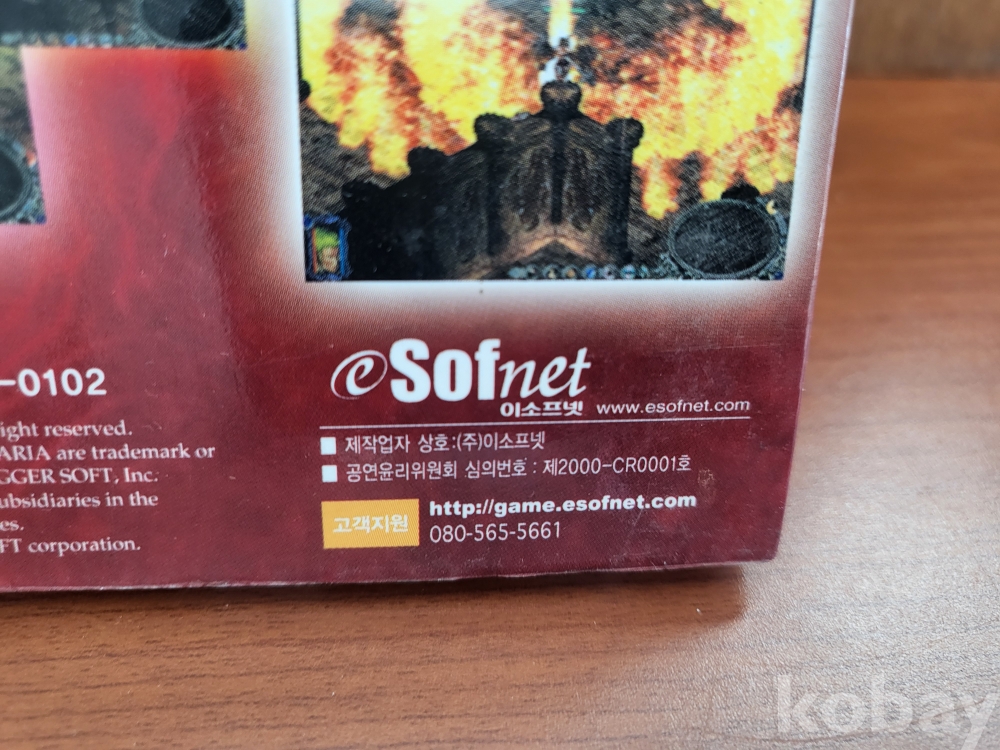 -0102
ight reserved.
ARIA are trademark or
GGER SOFT, Inc.
ubsidiaries in the
es.
FT corporation.
eSofnet
이소프넷 www.esofnet.com
■ 제작업자 상호:(주)이소프넷
■ 공연윤리위원회 심의번호 : 제2000-CR0001호
고객지원 http://game.esofnet.com
080-565-5661
kobay